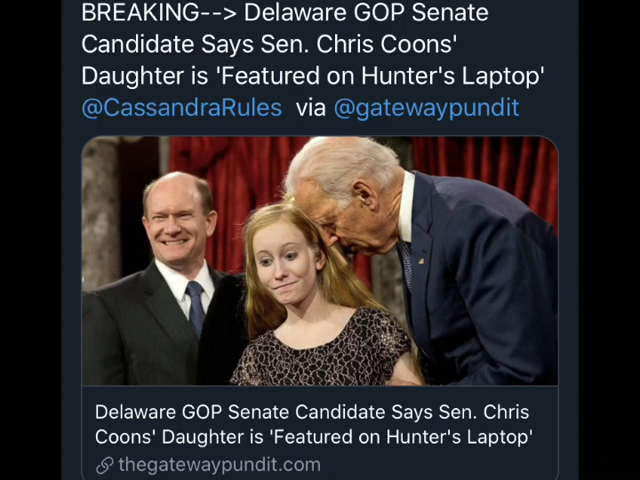 BREAKING--> Delaware GOP Senate
Candidate Says Sen. Chris Coons'
Daughter is 'Featured on Hunter's Laptop'
@CassandraRules via @gatewaypundit
Delaware GOP Senate Candidate Says Sen. Chris
Coons' Daughter is 'Featured on Hunter's Laptop'
thegatewaypundit.com